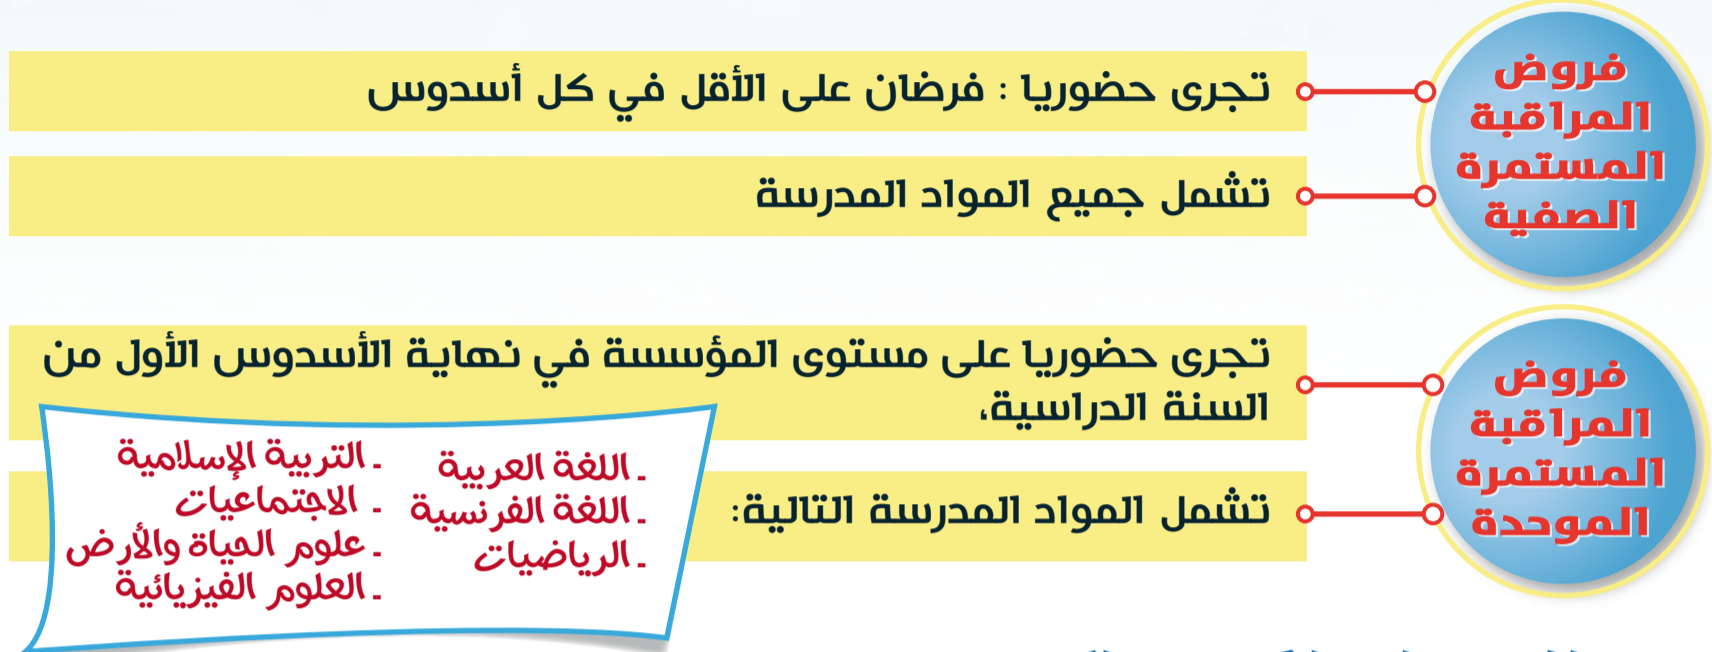 فروض
المراقبة
المستمرة
الصفية
تجرى حضوريا : فرضان على الأقل في كل أسدوس
تشمل جميع المواد المدرسة
فروض
المراقبة
المستمرة
الموحدة
تجرى حضوريا على مستوى المؤسسة في نهاية الأسدوس الأول من
السنة الدراسية،
تشمل المواد المدرسة التالية:
- اللغة العربية
- اللغة الفرنسية
- الرياضيات
- التربية الإسلامية
- الاجتماعيات
- علوم الحياة والأرض
- العلوم الفيزيائية